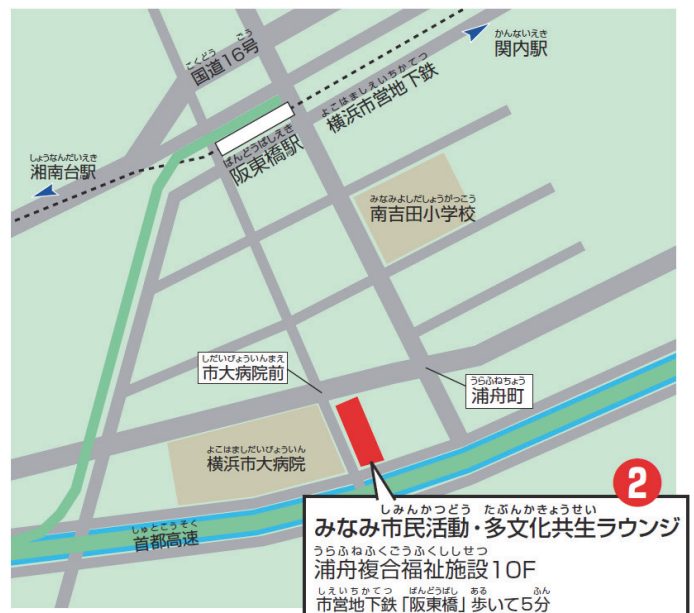 こくどう　　ごう
国道16号
かんないえき
関内駅
よこはましえいちかてつ
横浜市営地下鉄
しょうなんだいえき
湘南台駅
ばんどうばしえき
阪東橋駅
みなみよしだしょうがっこう
南吉田小学校
しだいびょういんまえ
市大病院前
うらふねちょう
浦舟町
よこはましだいびょういん
横浜市大病院
しゅとこうそく
首都高速
2
しみんかつどう　たぶんかきょうせい
みなみ市民活動・多文化共生ラウンジ
うらふねふくごうふくししせつ
浦舟複合福祉施設10F
しえいちかてつ　ばんどうばし　ある　ふん
市営地下鉄「阪東橋」歩いて5分